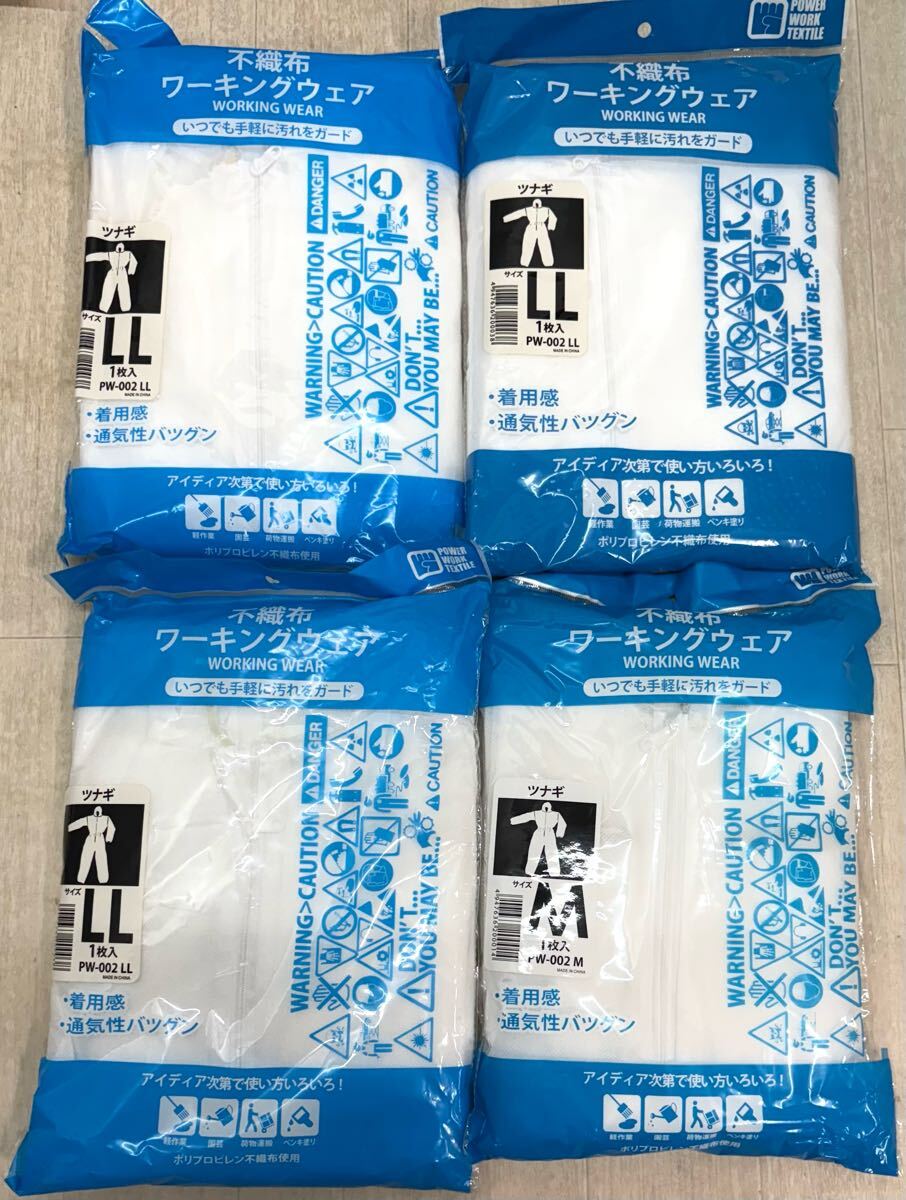 不織布
ワーキングウェア
WORKING WEAR
いつでも手軽に汚れをガード
ツナギ
サイズ
LL
1枚入
PW-002 LL
MADE IN CHINA
・着用感
・通気性バツグン
WARNING>CAUTION
DANGER
DON'T....
YOU MAY BE....
CAUTION
アイディア次第で使い方いろいろ!
軽作業
園芸
荷物運搬
ペンキ塗り
ポリプロピレン不織布使用
POWER
WORK
TEXTILE
不織布
ワーキングウェア
WORKING WEAR
いつでも手軽に汚れをガード
ツナギ
サイズ
LL
1枚入
PW-002 LL
MADE IN CHINA
・着用感
・通気性バツグン
WARNING>CAUTION
DANGER
DON'T....
YOU MAY BE....
CAUTION
アイディア次第で使い方いろいろ!
軽作業
園芸
荷物運搬
ペンキ塗り
ポリプロピレン不織布使用
POWER
WORK
TEXTILE
不織布
ワーキングウェア
WORKING WEAR
いつでも手軽に汚れをガード
ツナギ
サイズ
LL
1枚入
PW-002 LL
MADE IN CHINA
・着用感
・通気性バツグン
WARNING>CAUTION
DANGER
DON'T....
YOU MAY BE....
CAUTION
アイディア次第で使い方いろいろ!
軽作業
園芸
荷物運搬
ペンキ塗り
ポリプロピレン不織布使用
POWER
WORK
TEXTILE
不織布
ワーキングウェア
WORKING WEAR
いつでも手軽に汚れをガード
ツナギ
サイズ
M
1枚入
PW-002 M
MADE IN CHINA
4947636200014
・着用感
・通気性バツグン
WARNING>CAUTION
DANGER
DON'T....
YOU MAY BE....
CAUTION
アイディア次第で使い方いろいろ!
軽作業
園芸
荷物運搬
ペンキ塗り
ポリプロピレン不織布使用